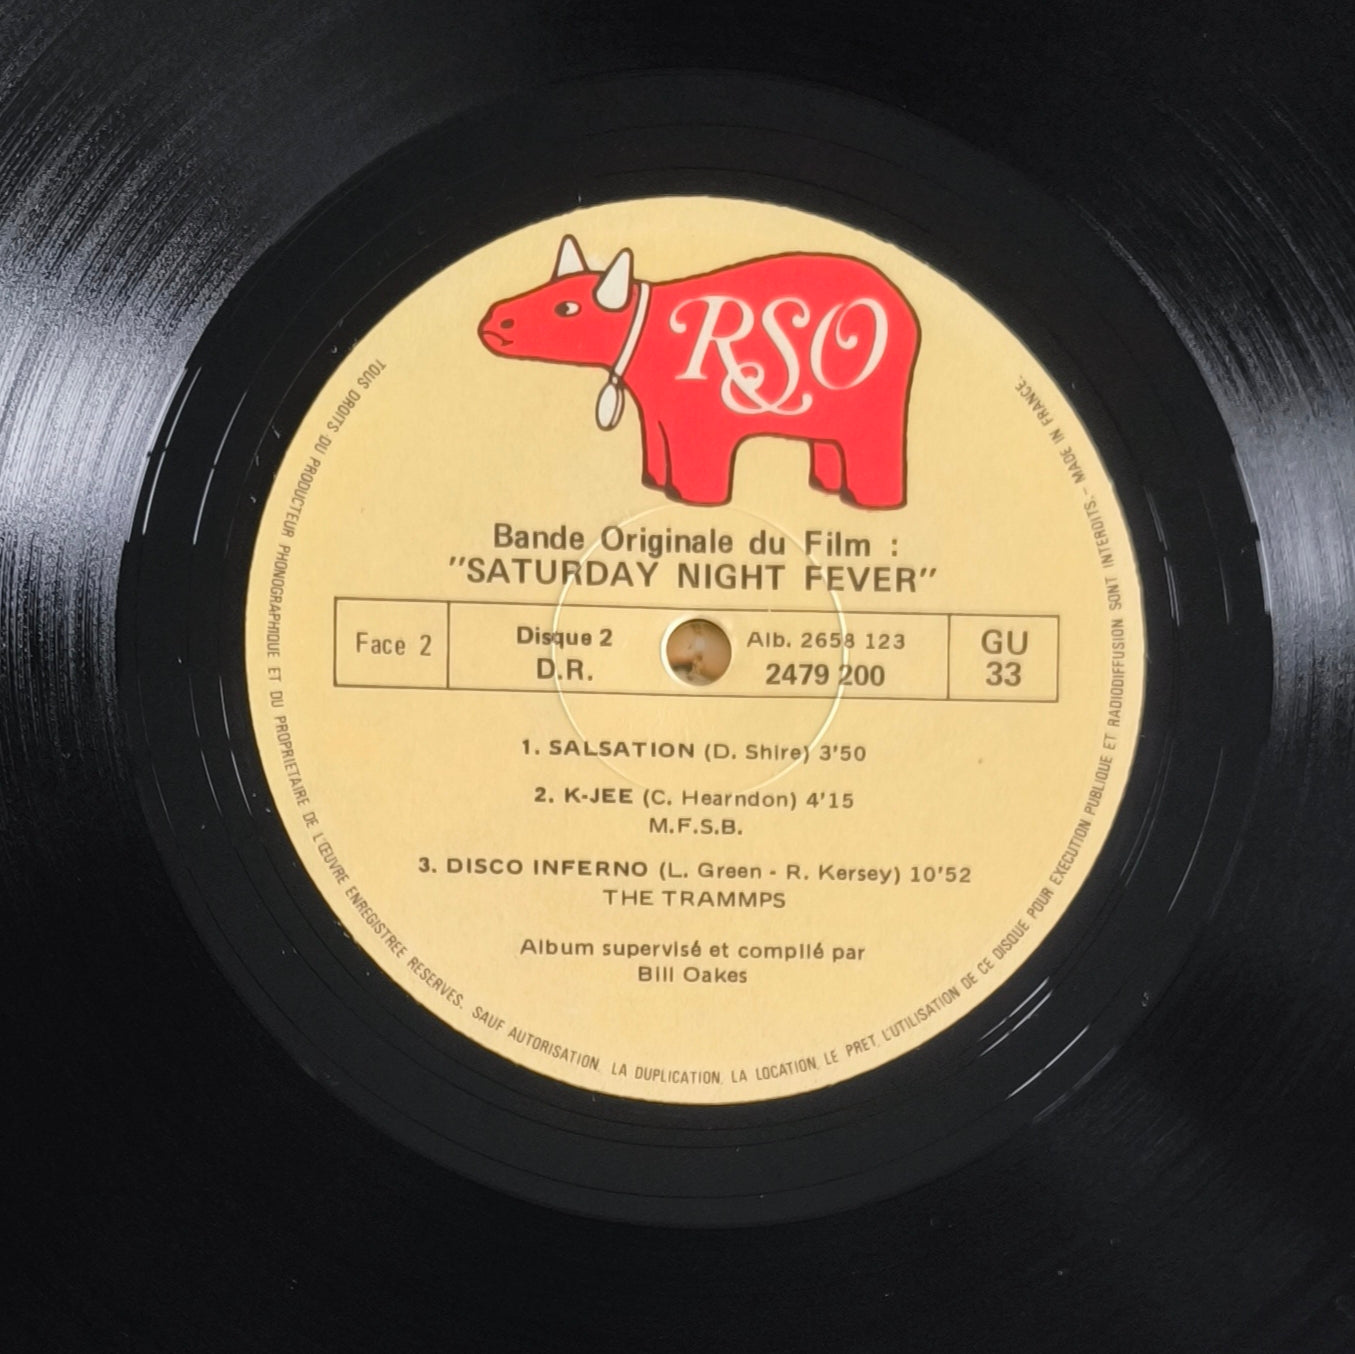 RSO
Bande Originale du Film :
"SATURDAY NIGHT FEVER"
Face 2
Disque 2
D.R.
Alb. 2658 123
2479 200
GU
33
1. SALSATION (D. Shire) 3'50
2. K-JEE (C. Hearndon) 4'15
M.F.S.B.
3. DISCO INFERNO (L. Green - R. Kersey) 10'52
THE TRAMMPS
Album supervisé et compilé par
Bill Oakes
TOUS DROITS DU PRODUCTEUR PHONOGRAPHIQUE ET DU PROPRIETAIRE DE L'ŒUVRE ENREGISTREE RESERVES. SAUF AUTORISATION, LA DUPLICATION, LA LOCATION, LE PRET, L'UTILISATION DE CE DISQUE POUR EXECUTION PUBLIQUE ET RADIODIFFUSION SONT INTERDITS. - MADE IN FRANCE.